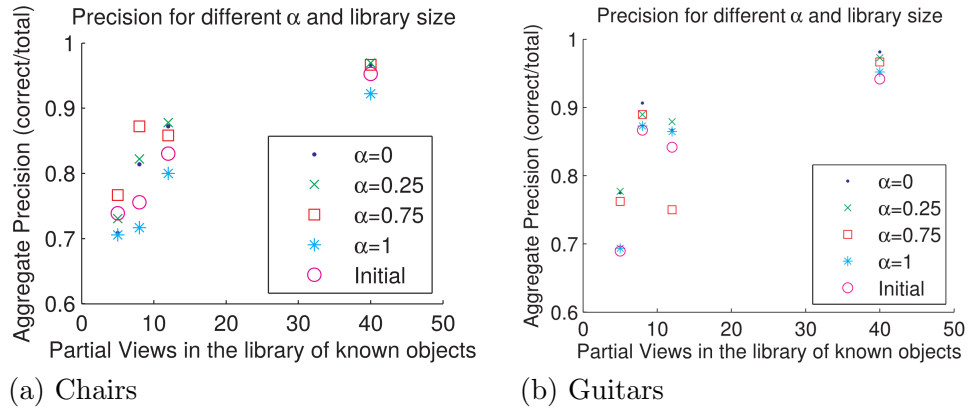 Precision for different α and library size
Aggregate Precision (correct/total)
1
0.9
0.8
0.7
0.6
0 10 20 30 40 50
α=0
α=0.25
α=0.75
α=1
Initial
Partial Views in the library of known objects
(a) Chairs
Precision for different α and library size
Aggregate Precision (correct/total)
1
0.9
0.8
0.7
0.6
0 10 20 30 40 50
α=0
α=0.25
α=0.75
α=1
Initial
Partial Views in the library of known objects
(b) Guitars